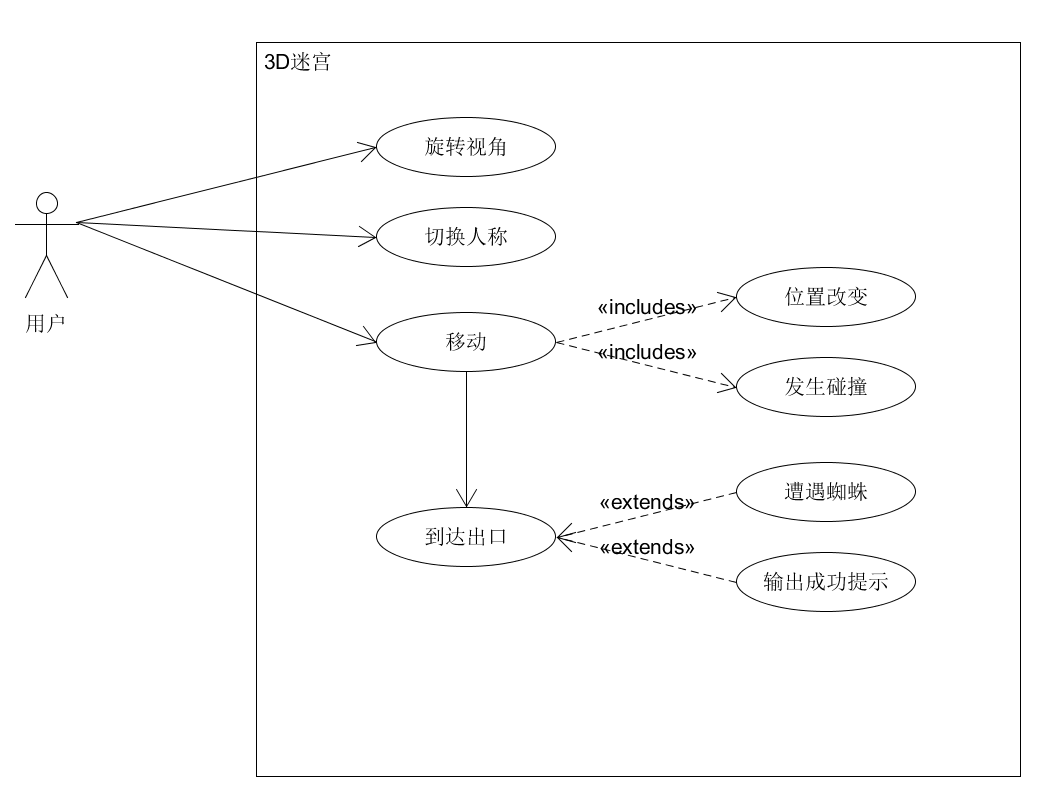 3D迷宫
旋转视角
切换人称
用户
移动
«includes»
位置改变
«includes»
发生碰撞
到达出口
«extends»
遭遇蜘蛛
«extends»
输出成功提示